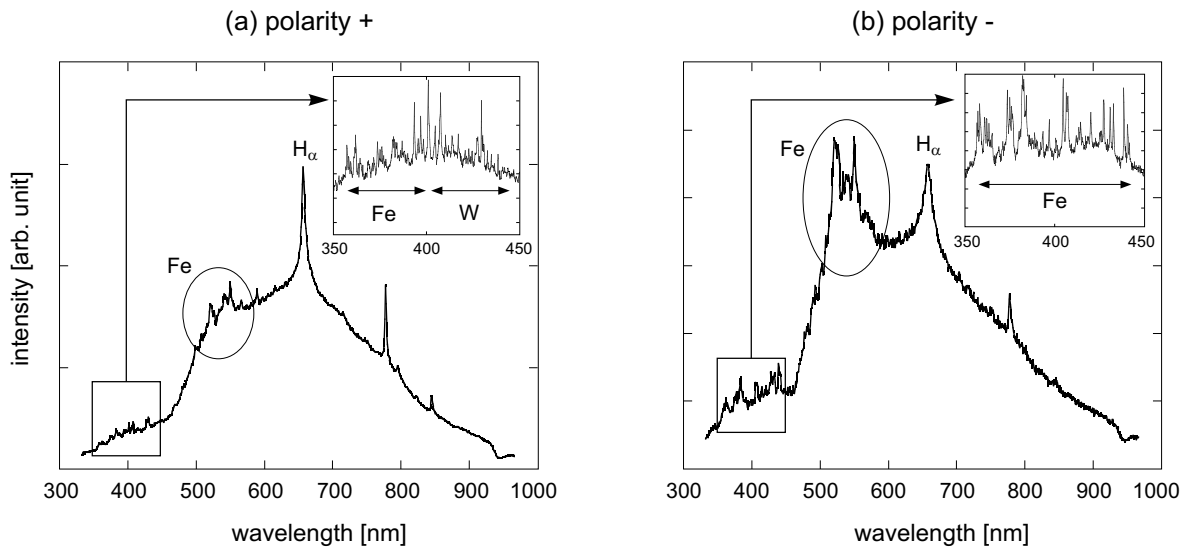 (a) polarity +
intensity [arb. unit]
Fe
Hα
Fe
W
350
400
450
300
400
500
600
700
800
900
1000
wavelength [nm]
(b) polarity -
Fe
Hα
Fe
350
400
450
300
400
500
600
700
800
900
1000
wavelength [nm]